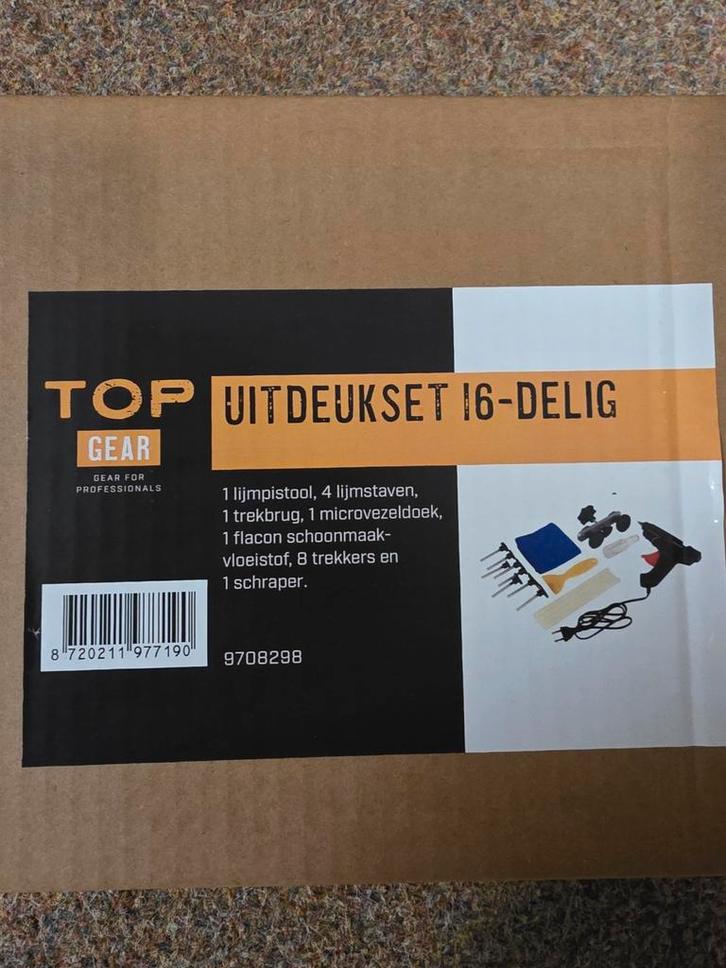 TOP
GEAR
GEAR FOR
PROFESSIONALS
UITDEUKSET 16-DELIG
1 lijmpistool, 4 lijmstaven,
1 trekbrug, 1 microvezeldoek,
1 flacon schoonmaak-
vloeistof, 8 trekkers en
1 schraper.
9708298
8 720211 977190